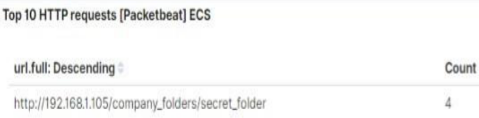 Top 10 HTTP requests [Packetbeat] ECS
url.full: Descending Count
http://192.168.1.105/company_folders/secret_folder 4